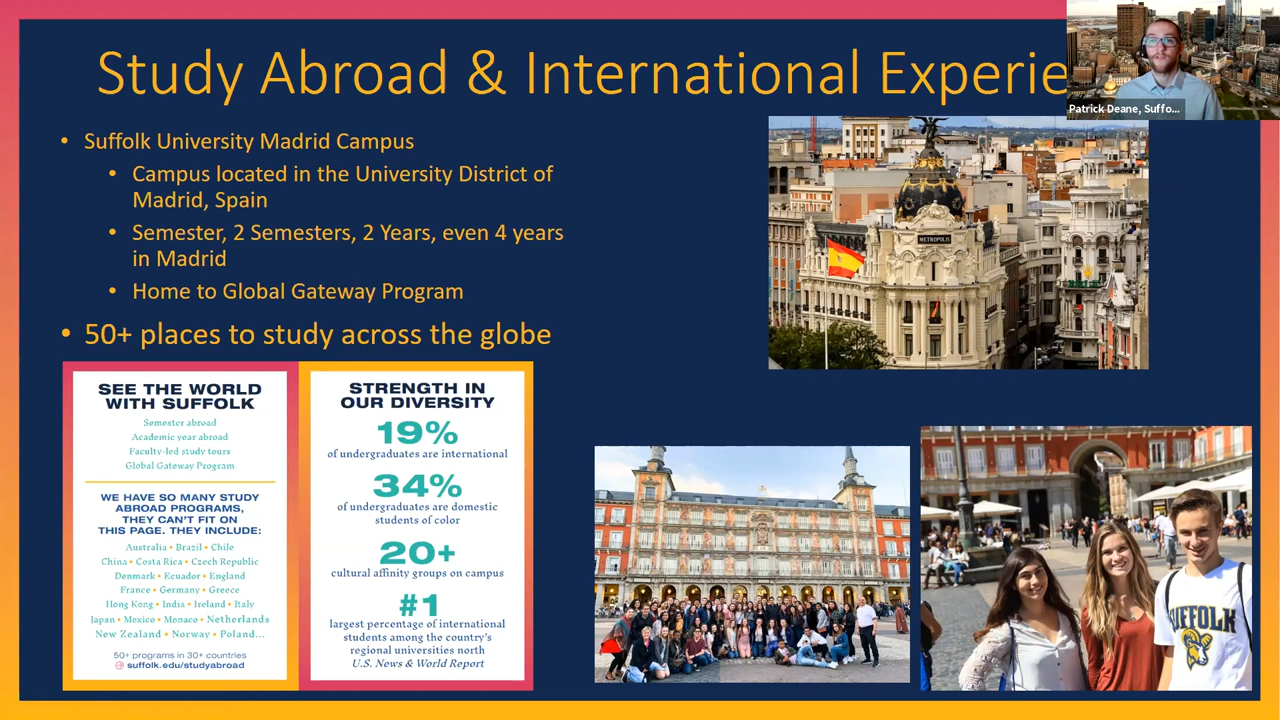 Study Abroad & International Experie
Patrick Deane, Suffo...
• Suffolk University Madrid Campus
• Campus located in the University District of
Madrid, Spain
• Semester, 2 Semesters, 2 Years, even 4 years
in Madrid
• Home to Global Gateway Program
• 50+ places to study across the globe
SEE THE WORLD
WITH SUFFOLK
Semester abroad
Academic year abroad
Faculty-led study tours
Global Gateway Program
WE HAVE SO MANY STUDY
ABROAD PROGRAMS,
THEY CAN'T FIT ON
THIS PAGE. THEY INCLUDE:
Australia • Brazil • Chile
China • Costa Rica • Czech Republic
Denmark • Ecuador • England
France • Germany • Greece
Hong Kong • India • Ireland • Italy
Japan • Mexico • Monaco • Netherlands
New Zealand • Norway • Poland...
50+ programs in 30+ countries
suffolk.edu/studyabroad
STRENGTH IN
OUR DIVERSITY
19%
of undergraduates are international
34%
of undergraduates are domestic
students of color
20+
cultural affinity groups on campus
#1
largest percentage of international
students among the country's
regional universities north
U.S. News & World Report
METROPOLIS
SUFFOLK